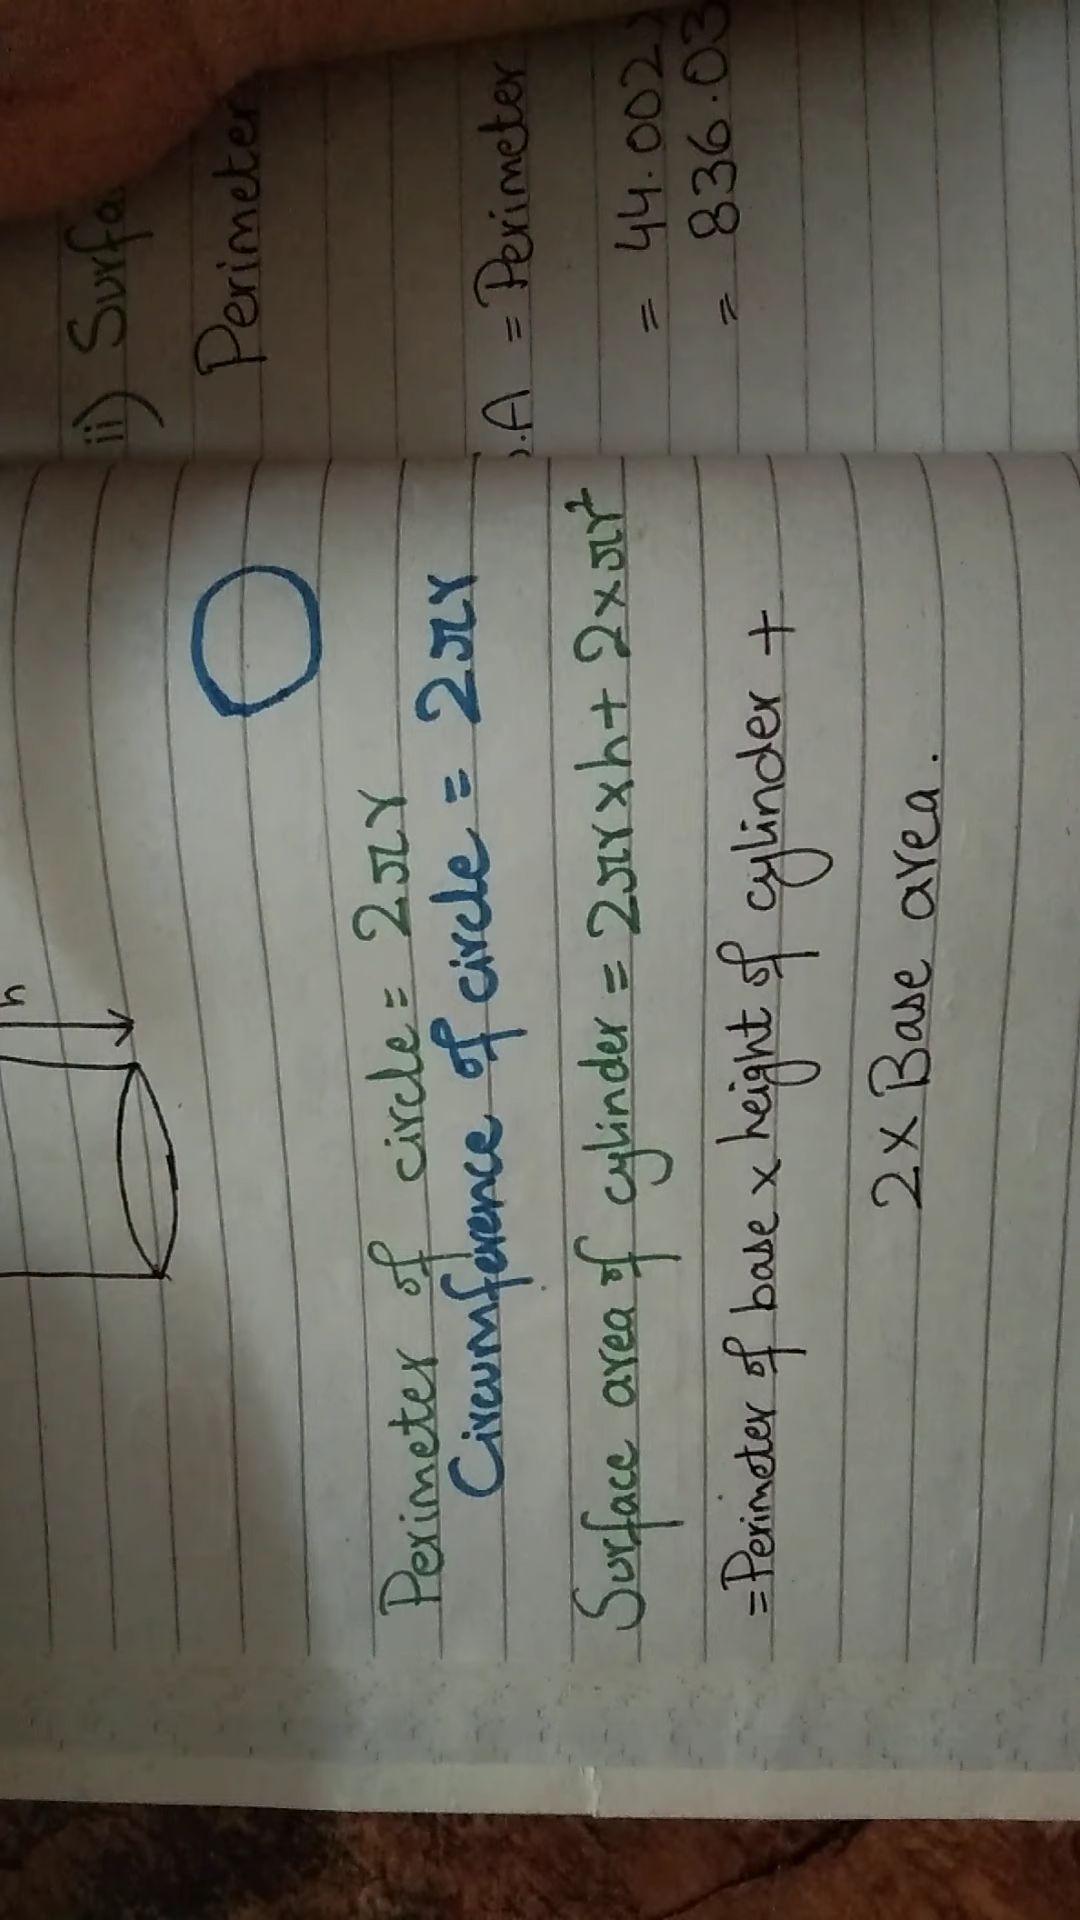 h
Perimeter of circle = 2πr
Circumference of circle = 2πr
Surface area of cylinder = 2πr x h + 2 x πr²
= Perimeter of base x height of cylinder +
2 x Base area.
ii)
Perimeter
.A = Perimeter
= 44.002
= 836.03